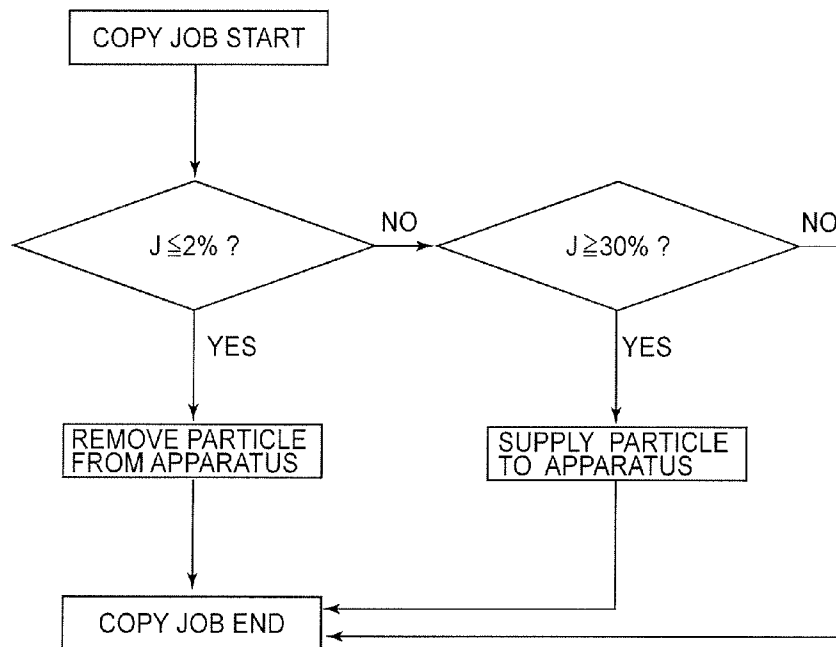 COPY JOB START
J≦2% ?
NO
J≧30% ?
NO
YES
YES
REMOVE PARTICLE
FROM APPARATUS
SUPPLY PARTICLE
TO APPARATUS
COPY JOB END